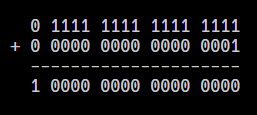 0 1111 1111 1111 1111
+ 0 0000 0000 0000 0001
---------------------
1 0000 0000 0000 0000